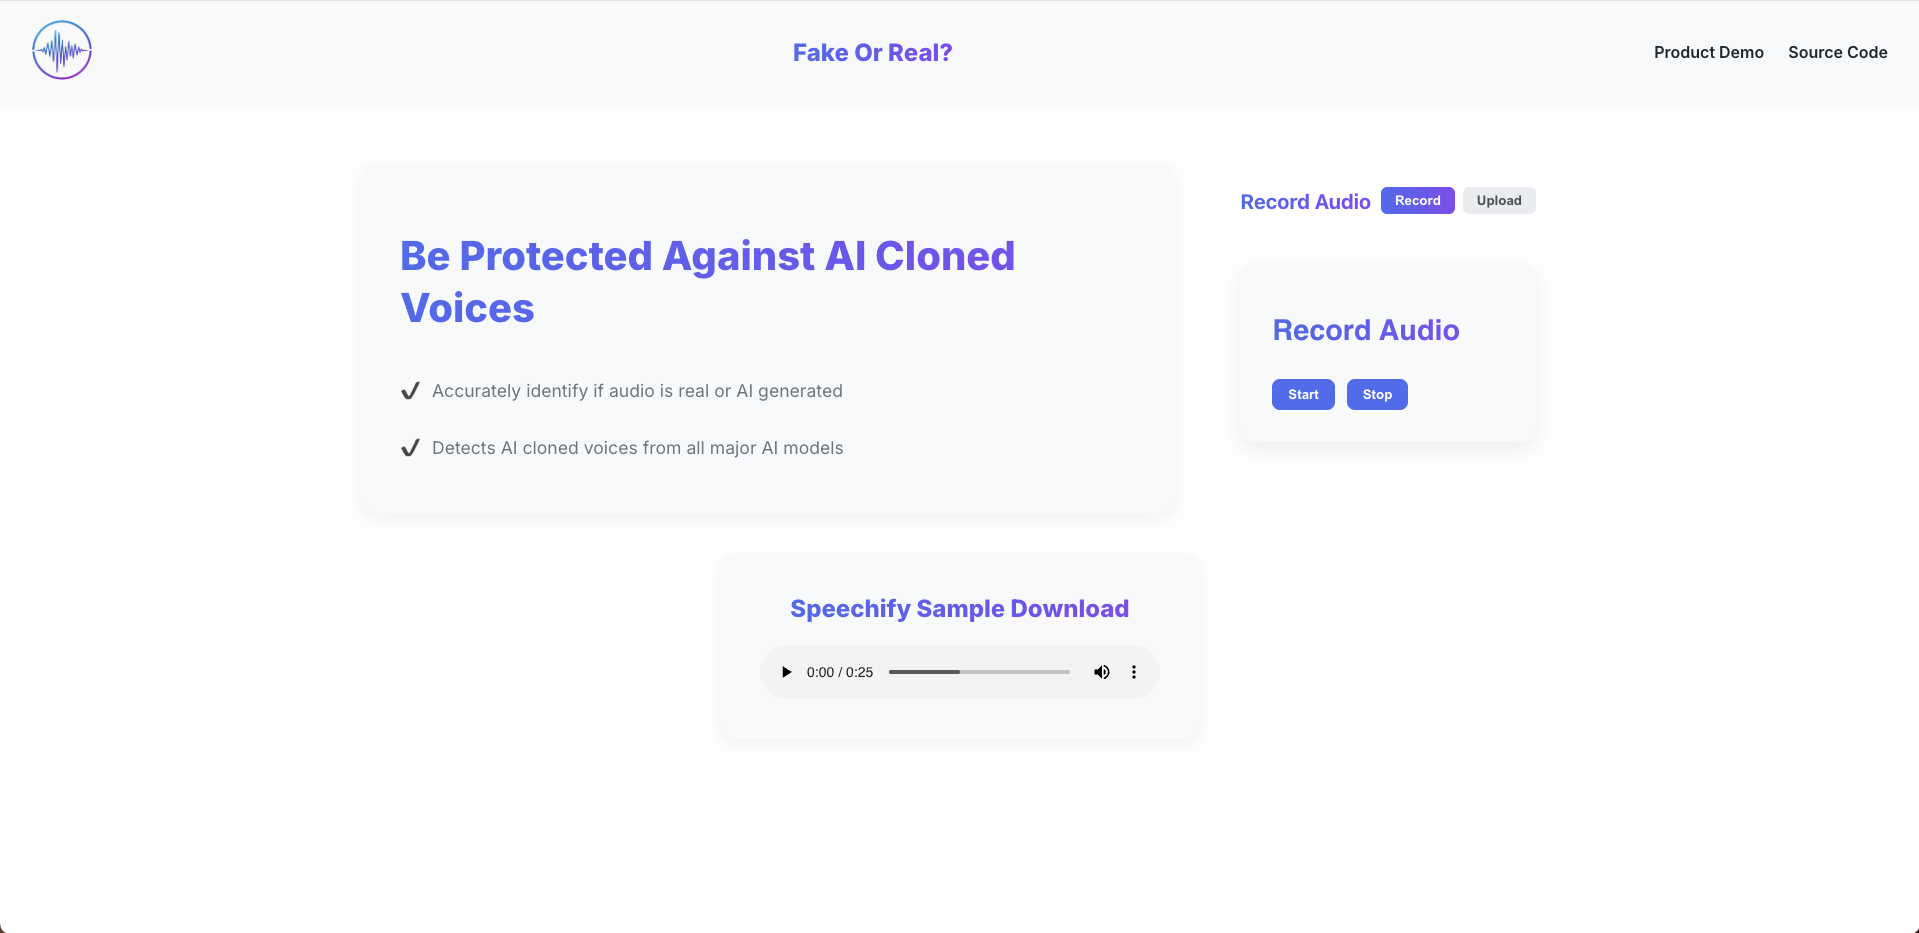 Fake Or Real?
Product Demo
Source Code
Be Protected Against AI Cloned
Voices
✔ Accurately identify if audio is real or AI generated
✔ Detects AI cloned voices from all major AI models
Record Audio
Record
Upload
Record Audio
Start
Stop
Speechify Sample Download
0:00 / 0:25